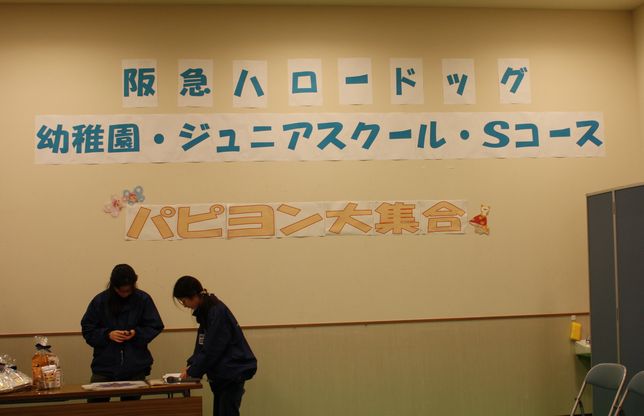 阪急ハロードッグ
幼稚園・ジュニアスクール・Sコース
パピヨン大集合